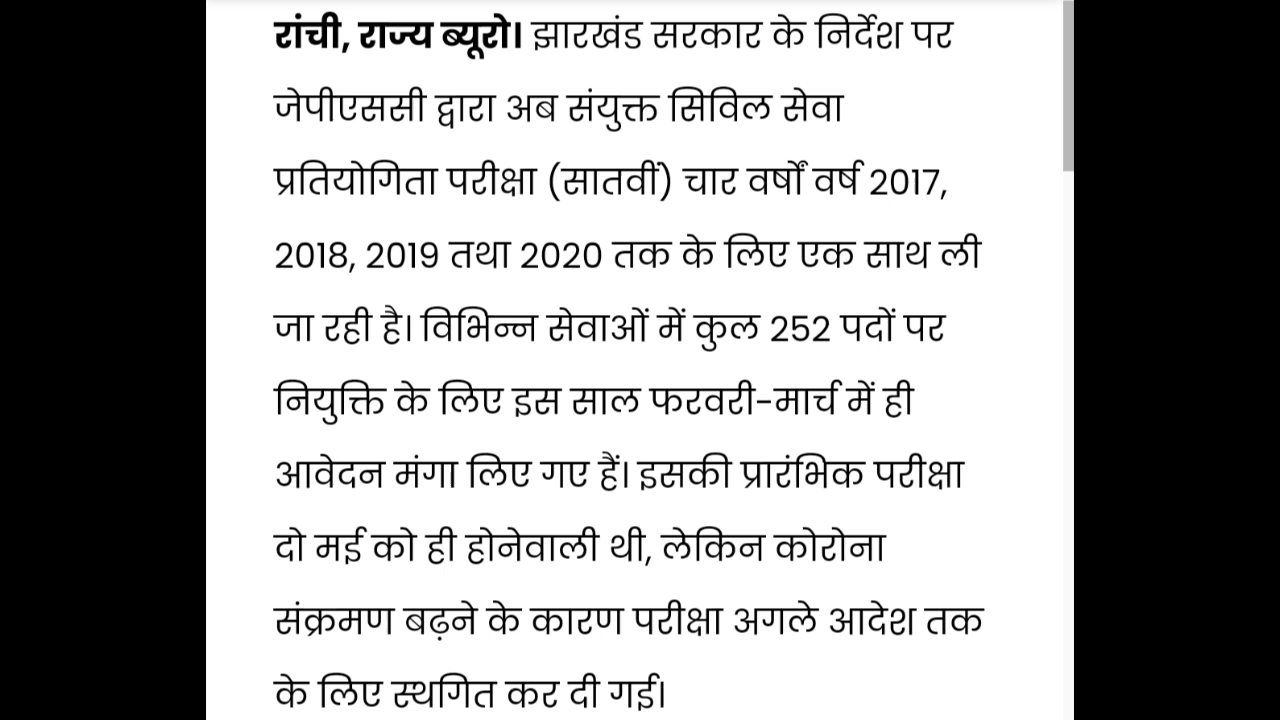 रांची, राज्य ब्यूरो। झारखंड सरकार के निर्देश पर
जेपीएससी द्वारा अब संयुक्त सिविल सेवा
प्रतियोगिता परीक्षा (सातवीं) चार वर्षों वर्ष 2017,
2018, 2019 तथा 2020 तक के लिए एक साथ ली
जा रही है। विभिन्न सेवाओं में कुल 252 पदों पर
नियुक्ति के लिए इस साल फरवरी-मार्च में ही
आवेदन मंगा लिए गए हैं। इसकी प्रारंभिक परीक्षा
दो मई को ही होनेवाली थी, लेकिन कोरोना
संक्रमण बढ़ने के कारण परीक्षा अगले आदेश तक
के लिए स्थगित कर दी गई।